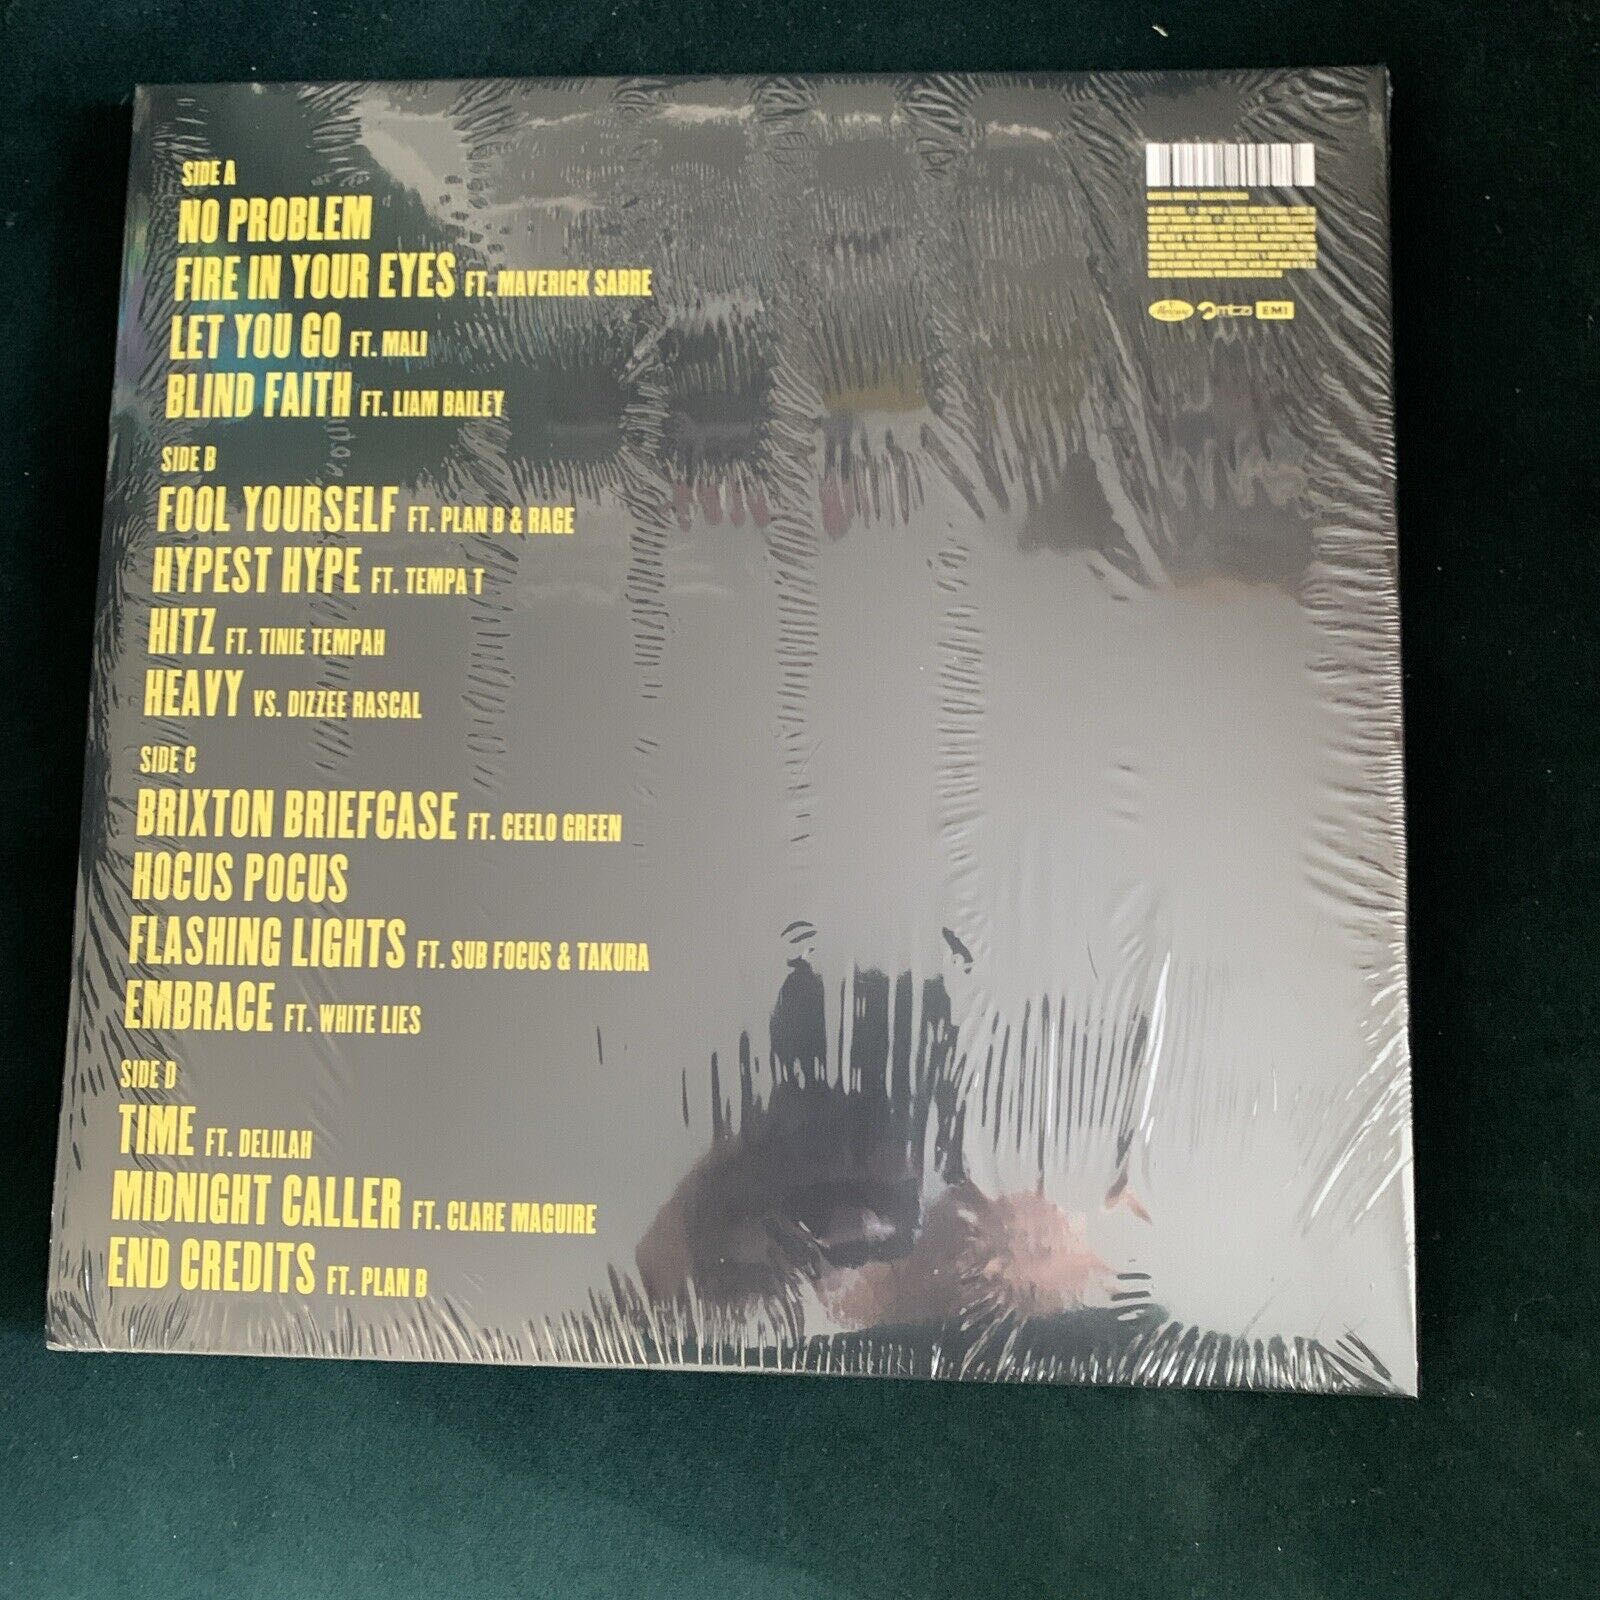 SIDE A
NO PROBLEM
FIRE IN YOUR EYES FT. MAVERICK SABRE
LET YOU GO FT. MALI
BLIND FAITH FT. LIAM BAILEY
SIDE B
FOOL YOURSELF FT. PLAN B & RAGE
HYPEST HYPE FT. TEMPA T
HITZ FT. TINIE TEMPAH
HEAVY VS. DIZZEE RASCAL
SIDE C
BRIXTON BRIEFCASE FT. CEELO GREEN
HOCUS POCUS
FLASHING LIGHTS FT. SUB FOCUS & TAKURA
EMBRACE FT. WHITE LIES
SIDE D
TIME FT. DELILAH
MIDNIGHT CALLER FT. CLARE MAGUIRE
END CREDITS FT. PLAN B
Mercury mta EMI